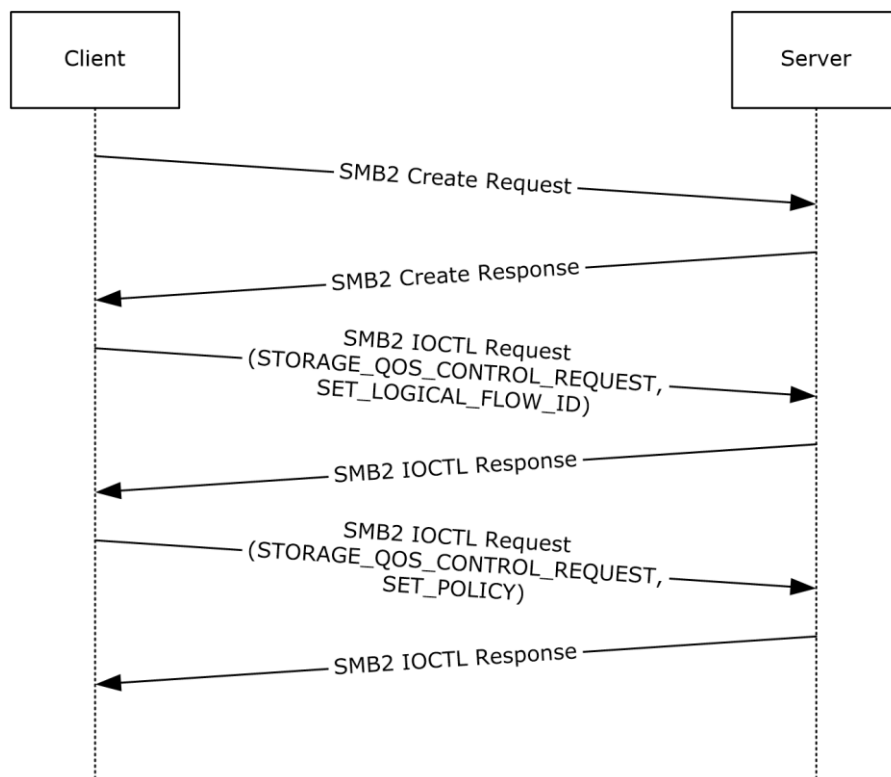 Client
Server
SMB2 Create Request
SMB2 Create Response
SMB2 IOCTL Request
(STORAGE_QOS_CONTROL_REQUEST,
SET_LOGICAL_FLOW_ID)
SMB2 IOCTL Response
SMB2 IOCTL Request
(STORAGE_QOS_CONTROL_REQUEST,
SET_POLICY)
SMB2 IOCTL Response